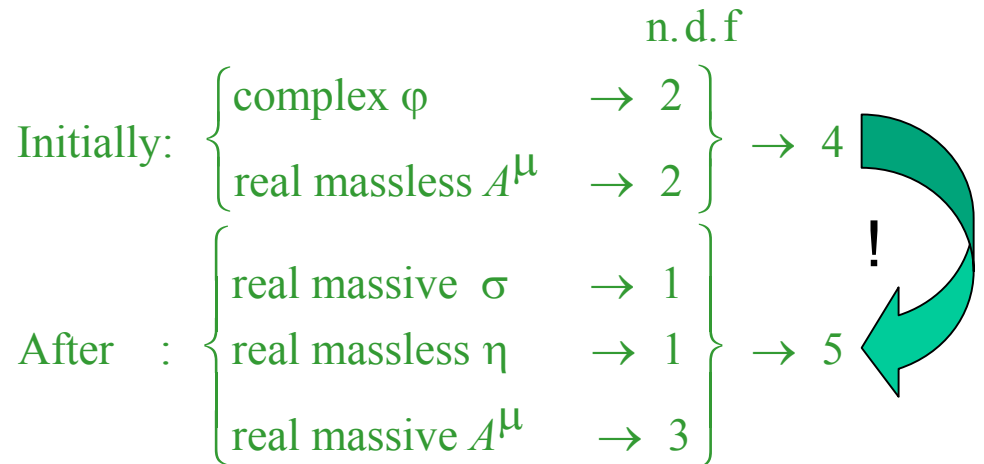 n. d. f
complex φ → 2
Initially: → 4
real massless A^μ → 2
!
real massive σ → 1
After : real massless η → 1 → 5
real massive A^μ → 3